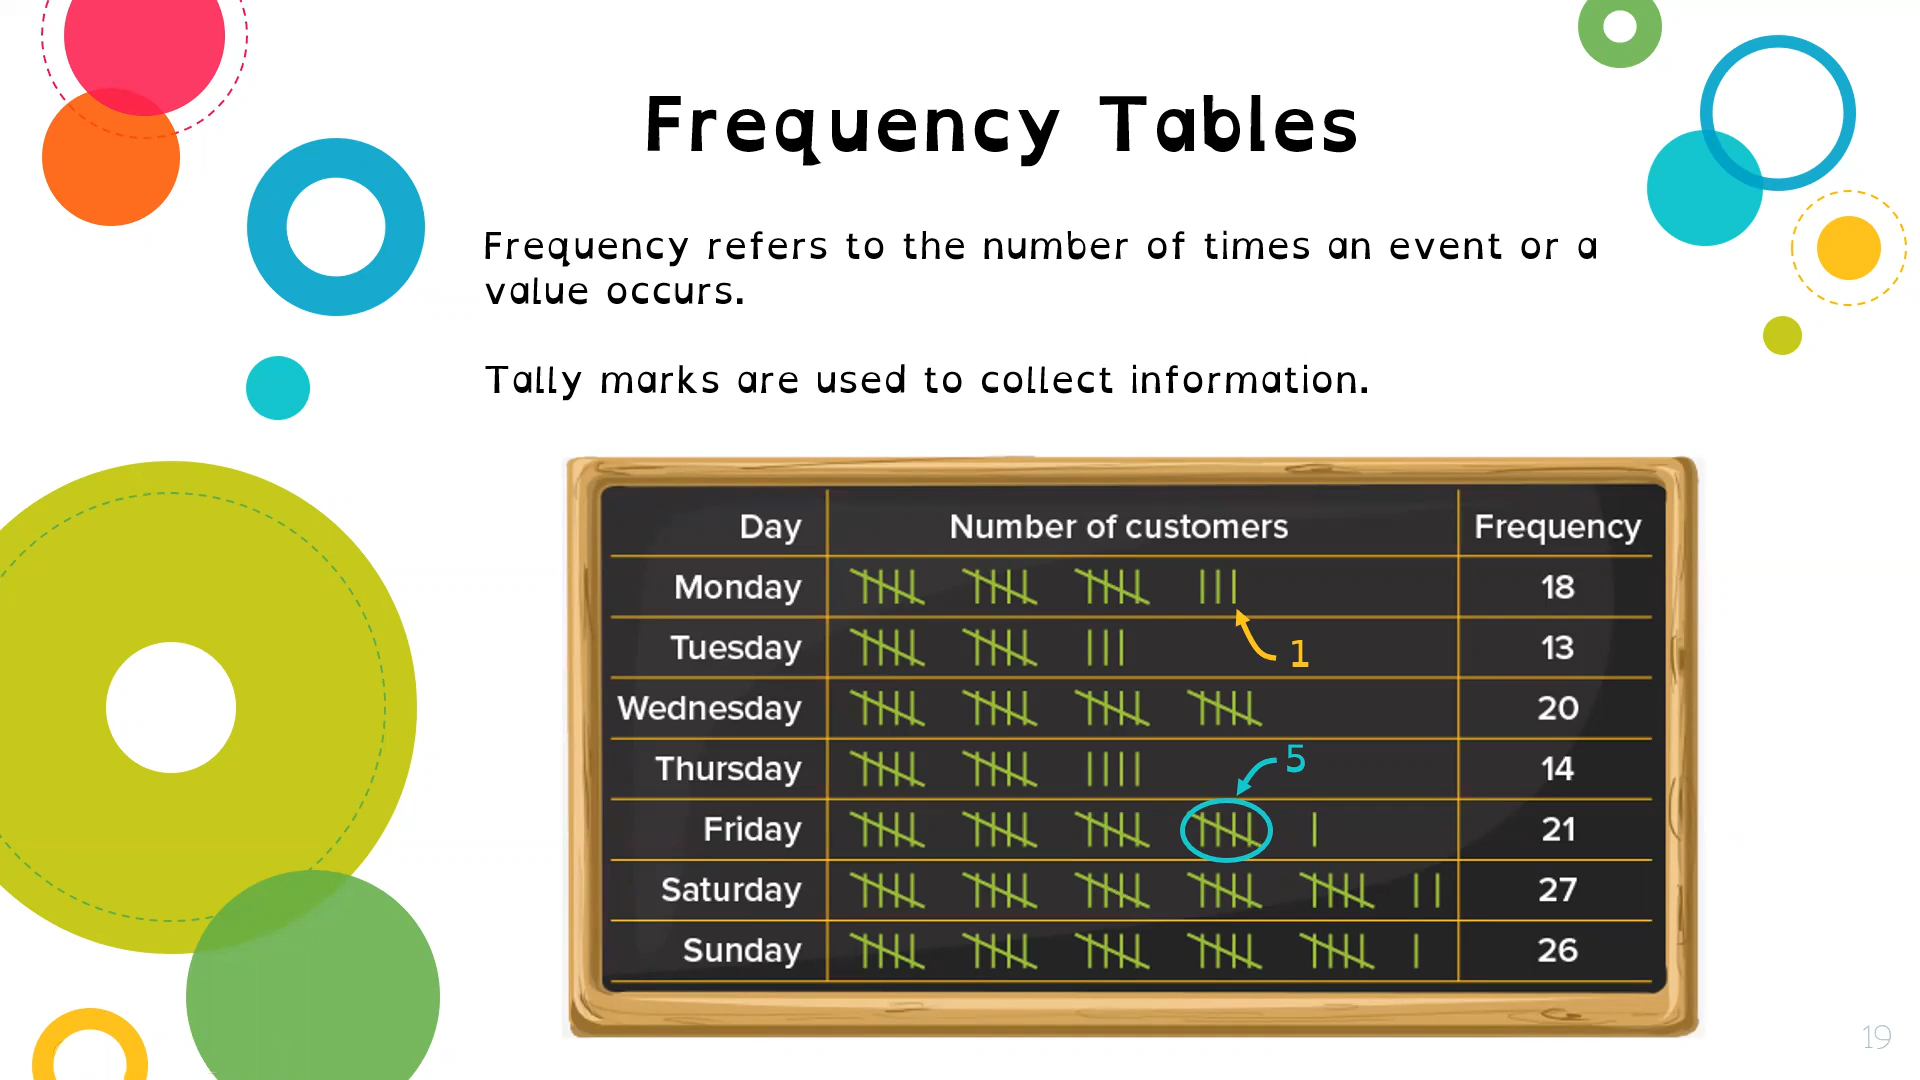 Frequency Tables
Frequency refers to the number of times an event or a
value occurs.
Tally marks are used to collect information.
Day Number of customers Frequency
Monday 18
1
Tuesday 13
Wednesday 20
5
Thursday 14
Friday 21
Saturday 27
Sunday 26
19